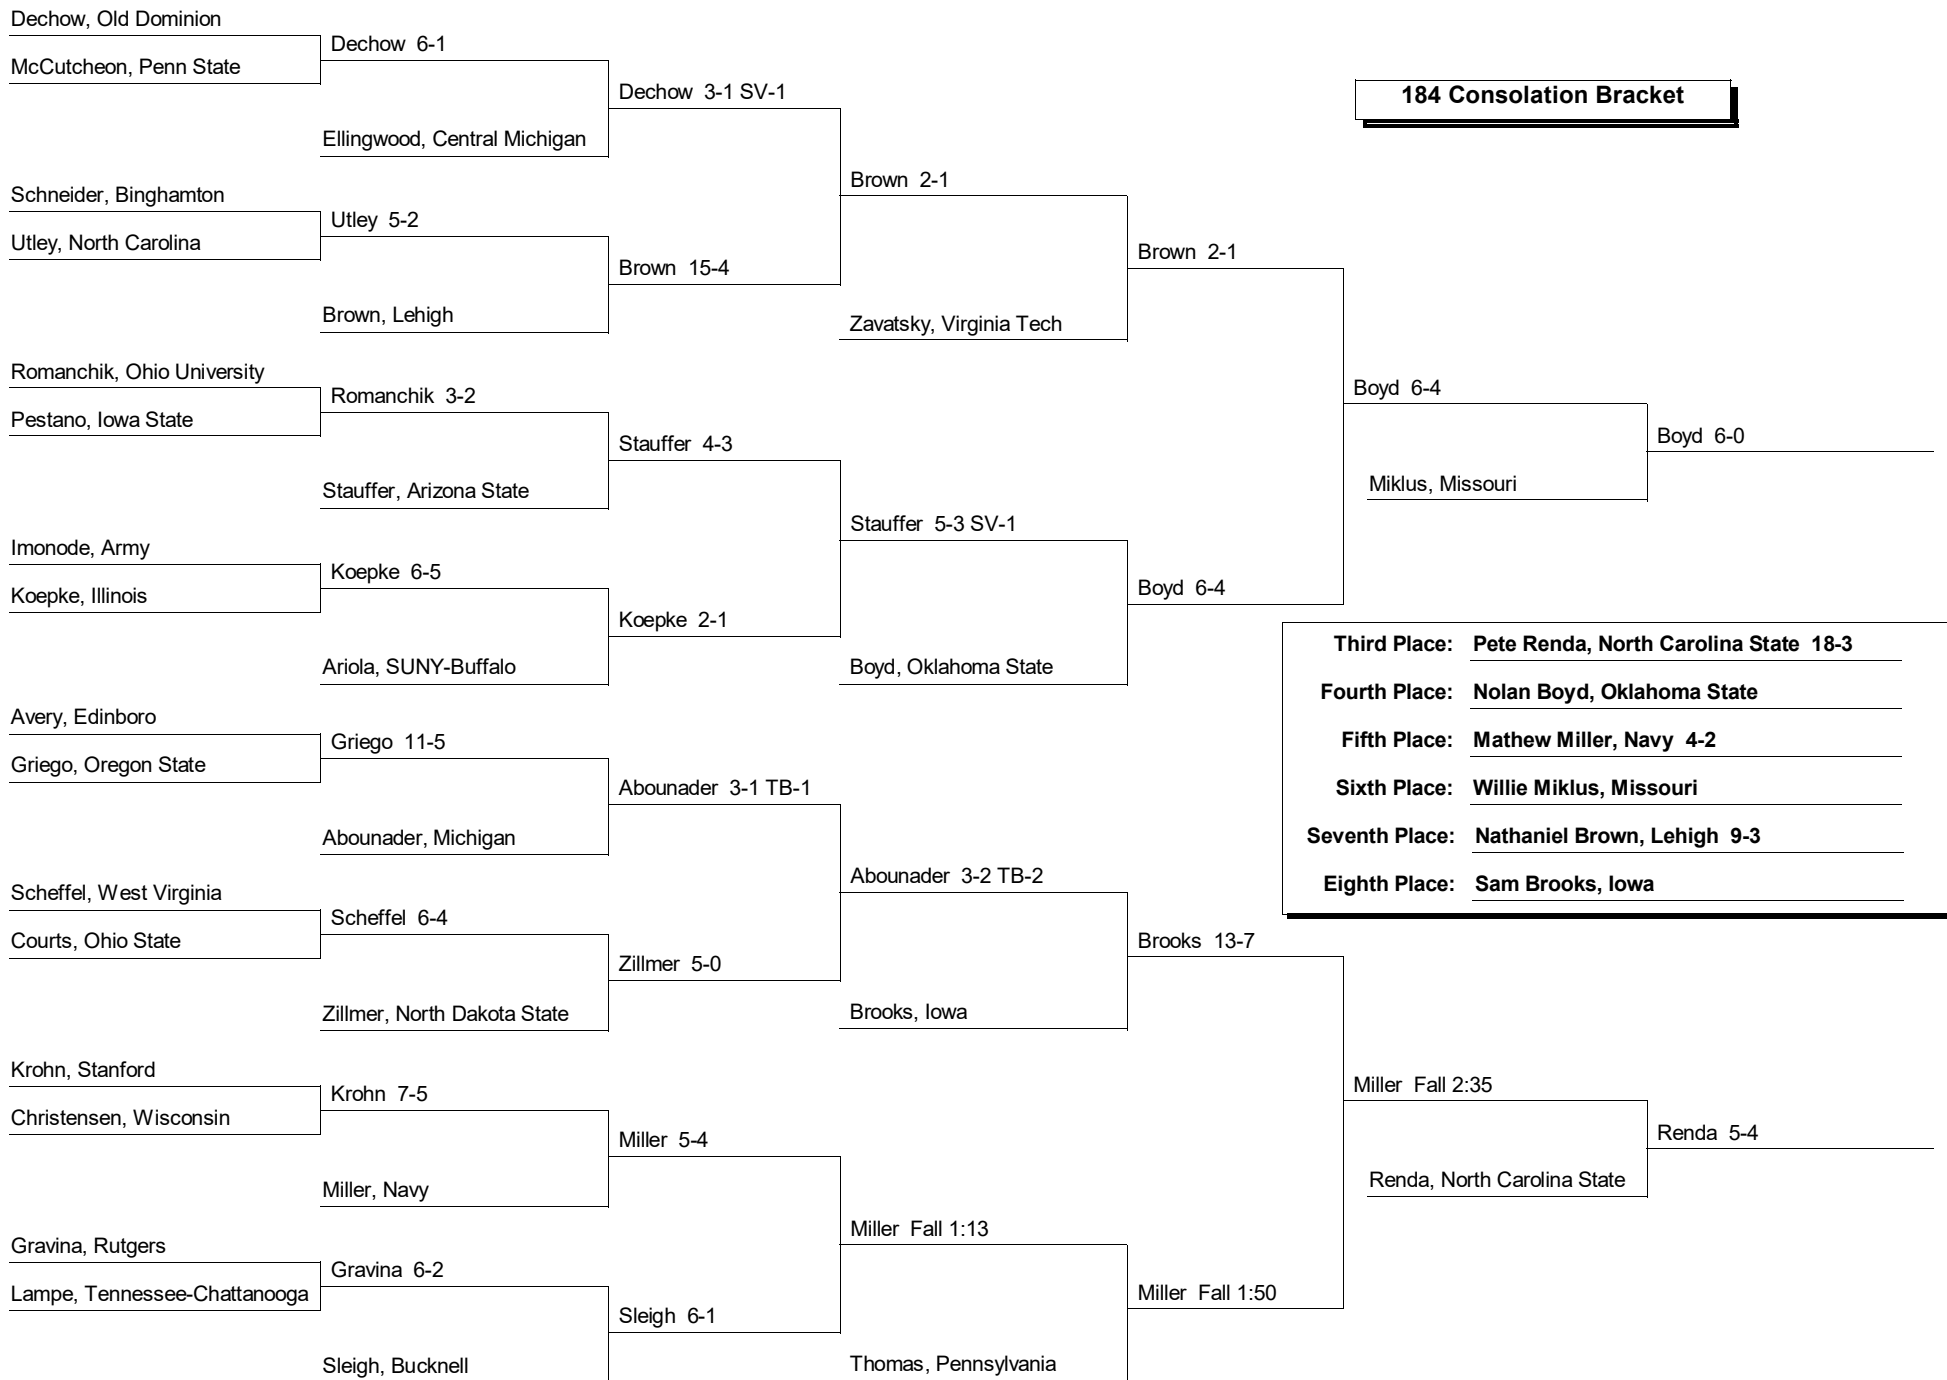 Dechow, Old Dominion
Dechow 6-1
McCutcheon, Penn State
Dechow 3-1 SV-1
184 Consolation Bracket
Ellingwood, Central Michigan
Brown 2-1
Schneider, Binghamton
Utley 5-2
Utley, North Carolina
Brown 2-1
Brown 15-4
Brown, Lehigh
Zavatsky, Virginia Tech
Romanchik, Ohio University
Boyd 6-4
Romanchik 3-2
Pestano, Iowa State
Boyd 6-0
Stauffer 4-3
Miklus, Missouri
Stauffer, Arizona State
Stauffer 5-3 SV-1
Imonode, Army
Koepke 6-5
Boyd 6-4
Koepke, Illinois
Koepke 2-1
Third Place: Pete Renda, North Carolina State 18-3
Ariola, SUNY-Buffalo
Boyd, Oklahoma State
Fourth Place: Nolan Boyd, Oklahoma State
Avery, Edinboro
Griego 11-5
Fifth Place: Mathew Miller, Navy 4-2
Griego, Oregon State
Abounader 3-1 TB-1
Sixth Place: Willie Miklus, Missouri
Abounader, Michigan
Seventh Place: Nathaniel Brown, Lehigh 9-3
Abounader 3-2 TB-2
Eighth Place: Sam Brooks, Iowa
Scheffel, West Virginia
Scheffel 6-4
Courts, Ohio State
Brooks 13-7
Zillmer 5-0
Zillmer, North Dakota State
Brooks, Iowa
Krohn, Stanford
Miller Fall 2:35
Krohn 7-5
Christensen, Wisconsin
Renda 5-4
Miller 5-4
Renda, North Carolina State
Miller, Navy
Miller Fall 1:13
Gravina, Rutgers
Gravina 6-2
Lampe, Tennessee-Chattanooga
Miller Fall 1:50
Sleigh 6-1
Sleigh, Bucknell
Thomas, Pennsylvania